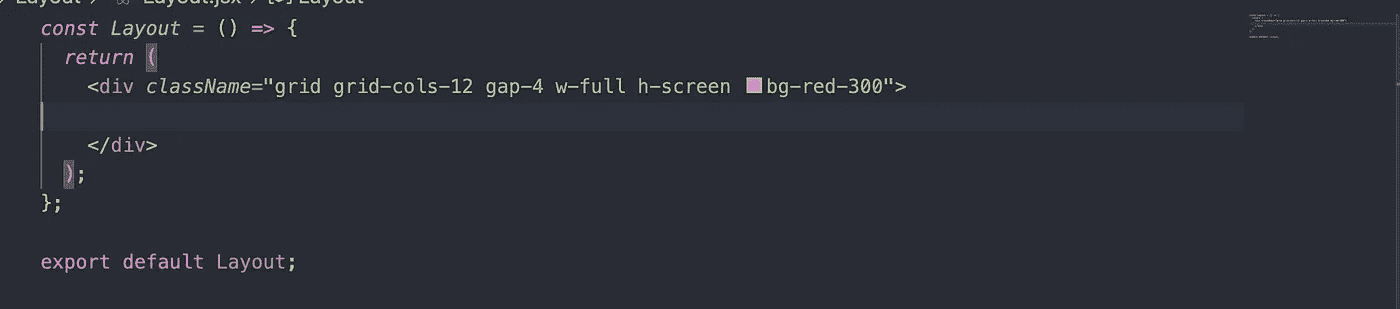 Layout > Layout.jsx > Layout
const Layout = () => {
return (
<div className="grid grid-cols-12 gap-4 w-full h-screen bg-red-300">
</div>
);
};
export default Layout;